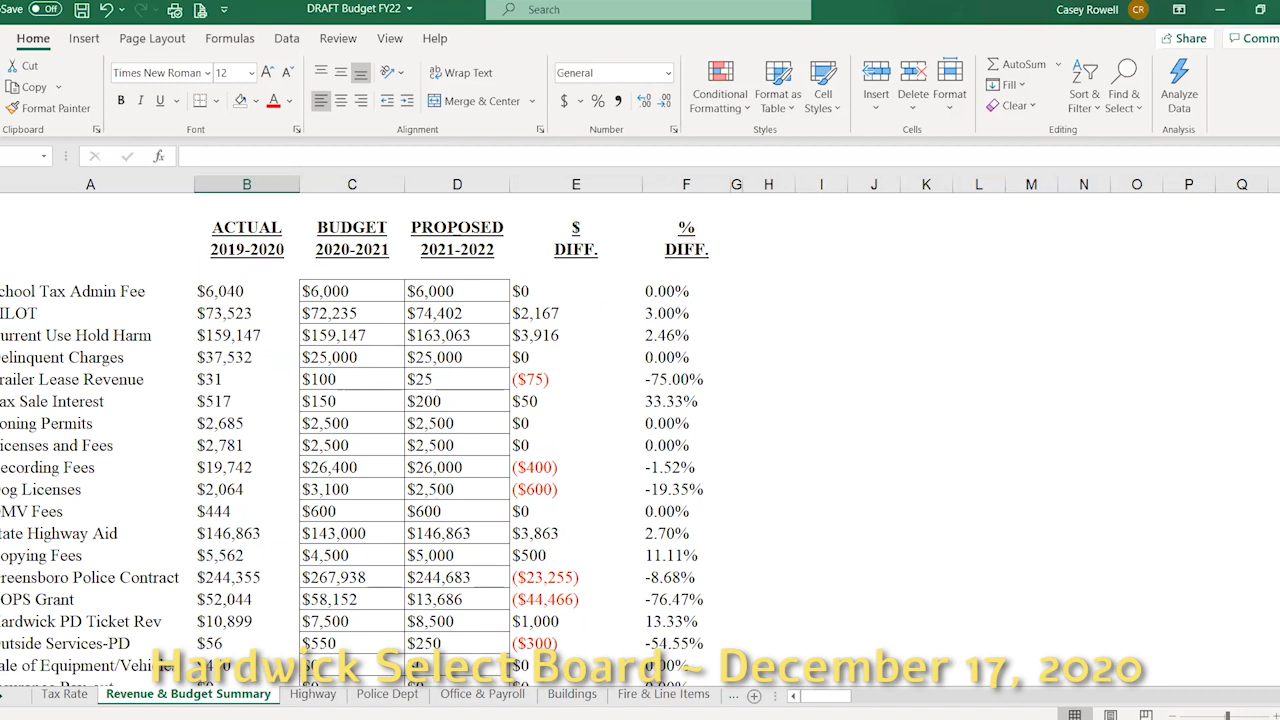 Save Off DRAFT Budget FY22 Search Casey Rowell CR
Home Insert Page Layout Formulas Data Review View Help Share Comm
Cut
Copy
Format Painter
Times New Roman 12
B I U
Wrap Text
Merge & Center
General
$ %
Conditional Formatting Format as Table Cell Styles
Insert Delete Format
AutoSum
Fill
Clear
Sort & Filter Find & Select
Analyze Data
Clipboard Font Alignment Number Styles Cells Editing Analysis
fx
A B C D E F G H I J K L M N O P Q
ACTUAL BUDGET PROPOSED $ %
2019-2020 2020-2021 2021-2022 DIFF. DIFF.
chool Tax Admin Fee $6,040 $6,000 $6,000 $0 0.00%
ILOT $73,523 $72,235 $74,402 $2,167 3.00%
urrent Use Hold Harm $159,147 $159,147 $163,063 $3,916 2.46%
elinquent Charges $37,532 $25,000 $25,000 $0 0.00%
railer Lease Revenue $31 $100 $25 ($75) -75.00%
ax Sale Interest $517 $150 $200 $50 33.33%
oning Permits $2,685 $2,500 $2,500 $0 0.00%
icenses and Fees $2,781 $2,500 $2,500 $0 0.00%
ecording Fees $19,742 $26,400 $26,000 ($400) -1.52%
og Licenses $2,064 $3,100 $2,500 ($600) -19.35%
MV Fees $444 $600 $600 $0 0.00%
tate Highway Aid $146,863 $143,000 $146,863 $3,863 2.70%
opying Fees $5,562 $4,500 $5,000 $500 11.11%
reensboro Police Contract $244,355 $267,938 $244,683 ($23,255) -8.68%
OPS Grant $52,044 $58,152 $13,686 ($44,466) -76.47%
ardwick PD Ticket Rev $10,899 $7,500 $8,500 $1,000 13.33%
utside Services-PD $56 $550 $250 ($300) -54.55%
ale of Equipment/Vehicles $0 0.00%
Hardwick Select Board ~ December 17, 2020
Tax Rate Revenue & Budget Summary Highway Police Dept Office & Payroll Buildings Fire & Line Items ...